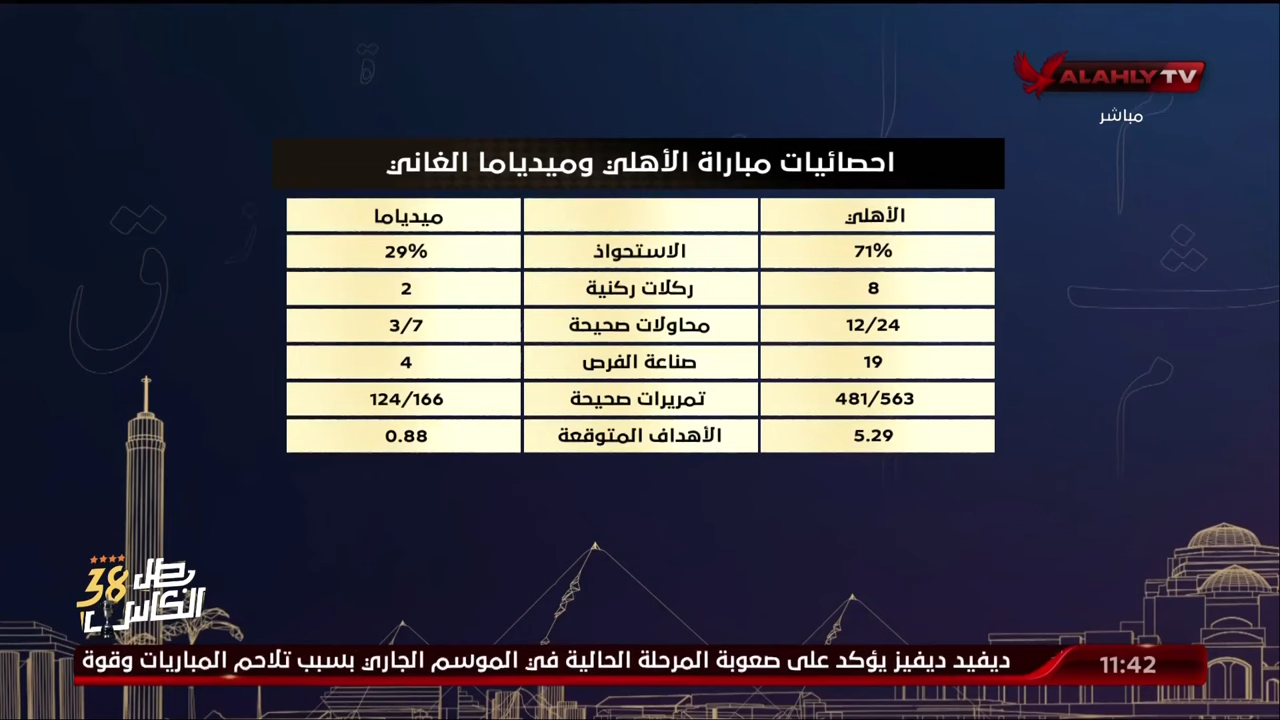 ALAHLY TV
مباشر
احصائيات مباراة الأهلي وميدياما الغاني
الأهلي ميدياما
71% الاستحواذ 29%
8 ركلات ركنية 2
12/24 محاولات صحيحة 3/7
19 صناعة الفرص 4
481/563 تمريرات صحيحة 124/166
5.29 الأهداف المتوقعة 0.88
بطل الكاس 38
11:42 ديفيد ديفيز يؤكد على صعوبة المرحلة الحالية في الموسم الجاري بسبب تلاحم المباريات وقوة